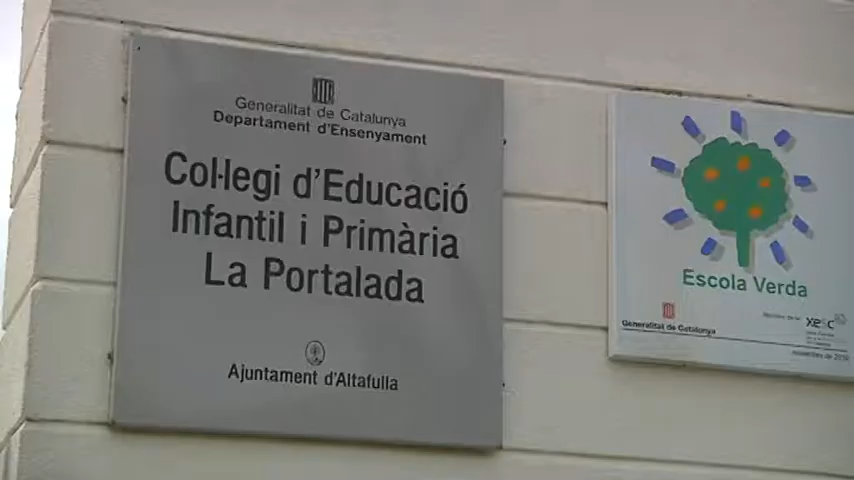 Generalitat de Catalunya
Departament d'Ensenyament
Col·legi d'Educació
Infantil i Primària
La Portalada
Ajuntament d'Altafulla
Escola Verda
Generalitat de Catalunya
xesc